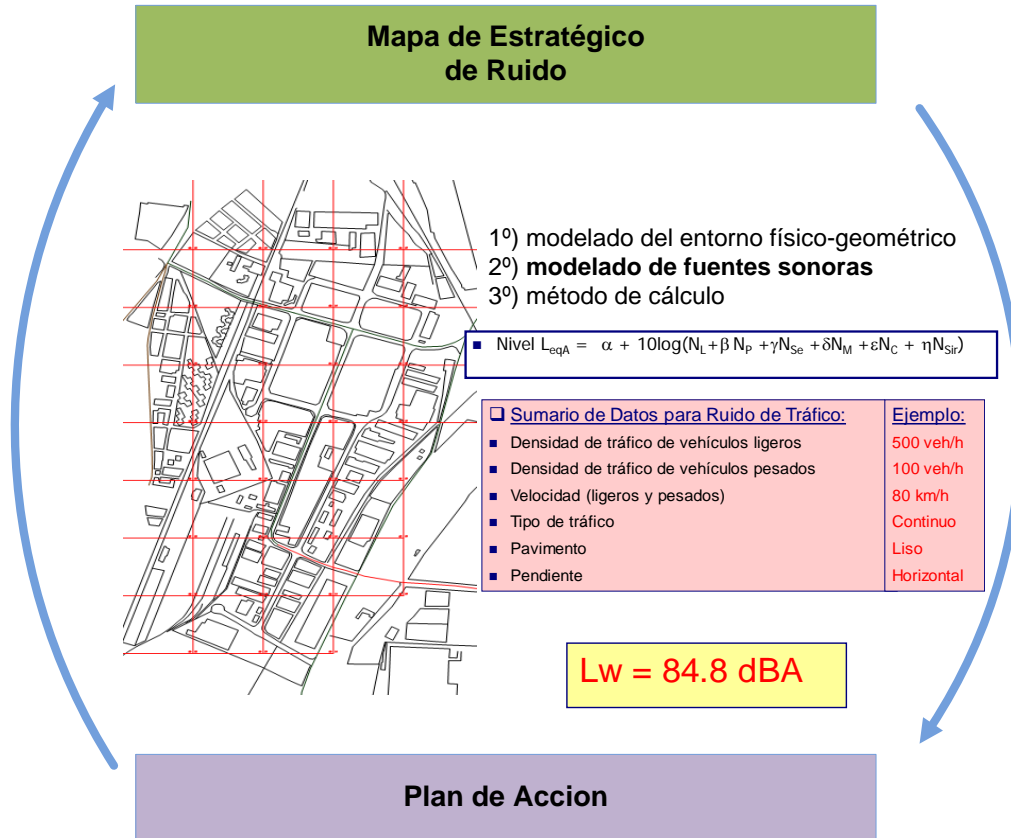 Mapa de Estratégico
de Ruido
1º) modelado del entorno físico-geométrico
2º) modelado de fuentes sonoras
3º) método de cálculo
■ Nivel LeqA = α + 10log(NL+β NP +γNSe +δNM +εNC + ηNSir)
❑ Sumario de Datos para Ruido de Tráfico: Ejemplo:
■ Densidad de tráfico de vehículos ligeros 500 veh/h
■ Densidad de tráfico de vehículos pesados 100 veh/h
■ Velocidad (ligeros y pesados) 80 km/h
■ Tipo de tráfico Continuo
■ Pavimento Liso
■ Pendiente Horizontal
Lw = 84.8 dBA
Plan de Accion